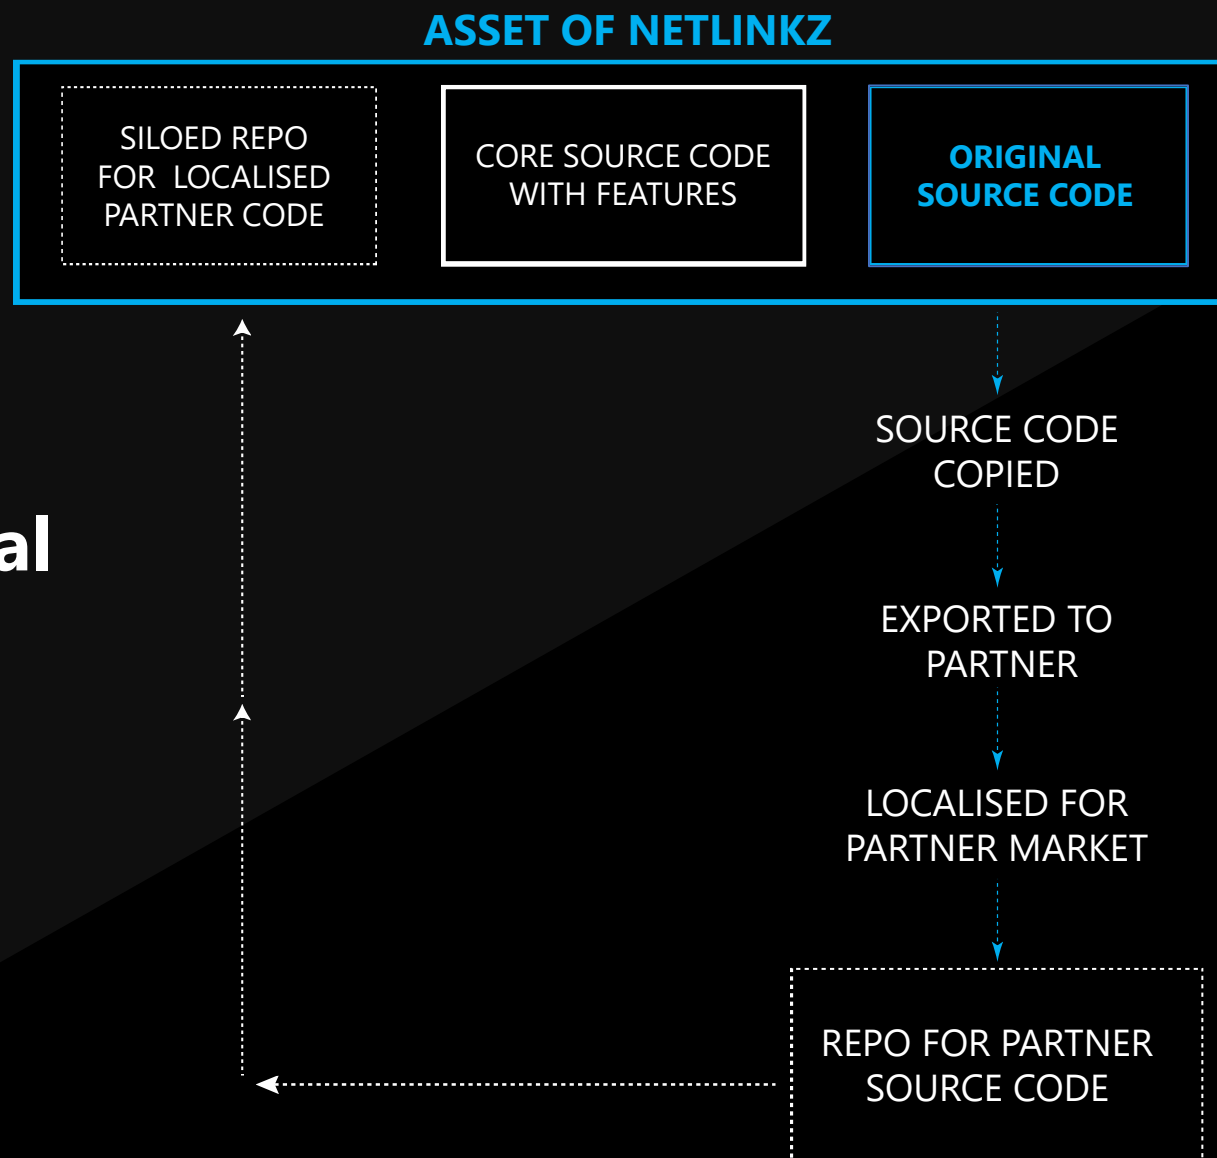 ASSET OF NETLINKZ
SILOED REPO
FOR LOCALISED
PARTNER CODE
CORE SOURCE CODE
WITH FEATURES
ORIGINAL
SOURCE CODE
SOURCE CODE
COPIED
al
EXPORTED TO
PARTNER
LOCALISED FOR
PARTNER MARKET
REPO FOR PARTNER
SOURCE CODE